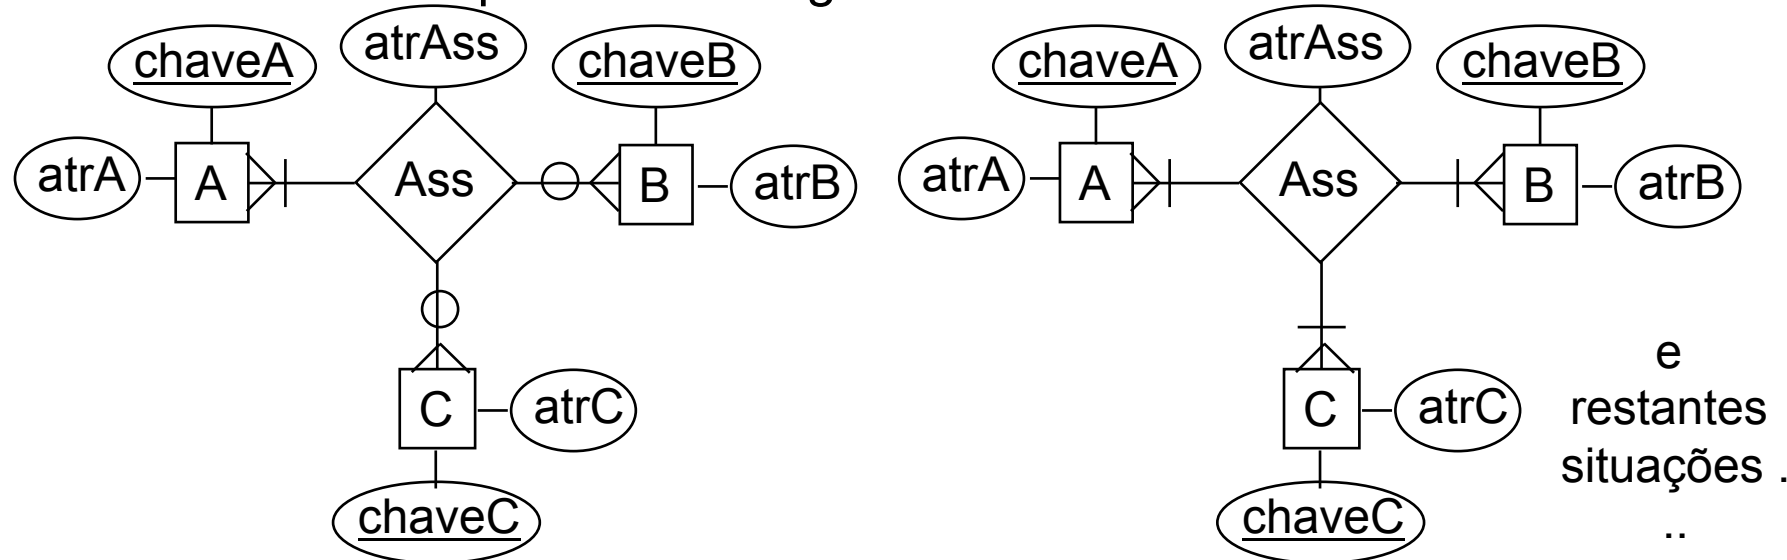 chaveA atrAss chaveB
atrA A Ass B atrB
C atrC
chaveC
chaveA atrAss chaveB
atrA A Ass B atrB
C atrC
chaveC
e
restantes
situações .
..